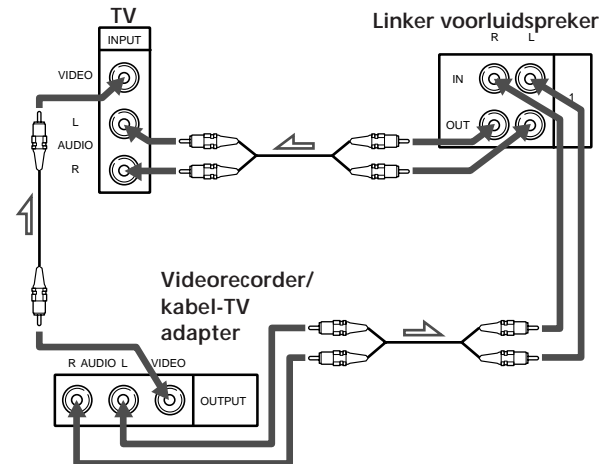 TV
INPUT
VIDEO
L
AUDIO
R
Linker voorluidspreker
R L
IN
OUT
1
Videorecorder/
kabel-TV
adapter
R AUDIO L VIDEO
OUTPUT